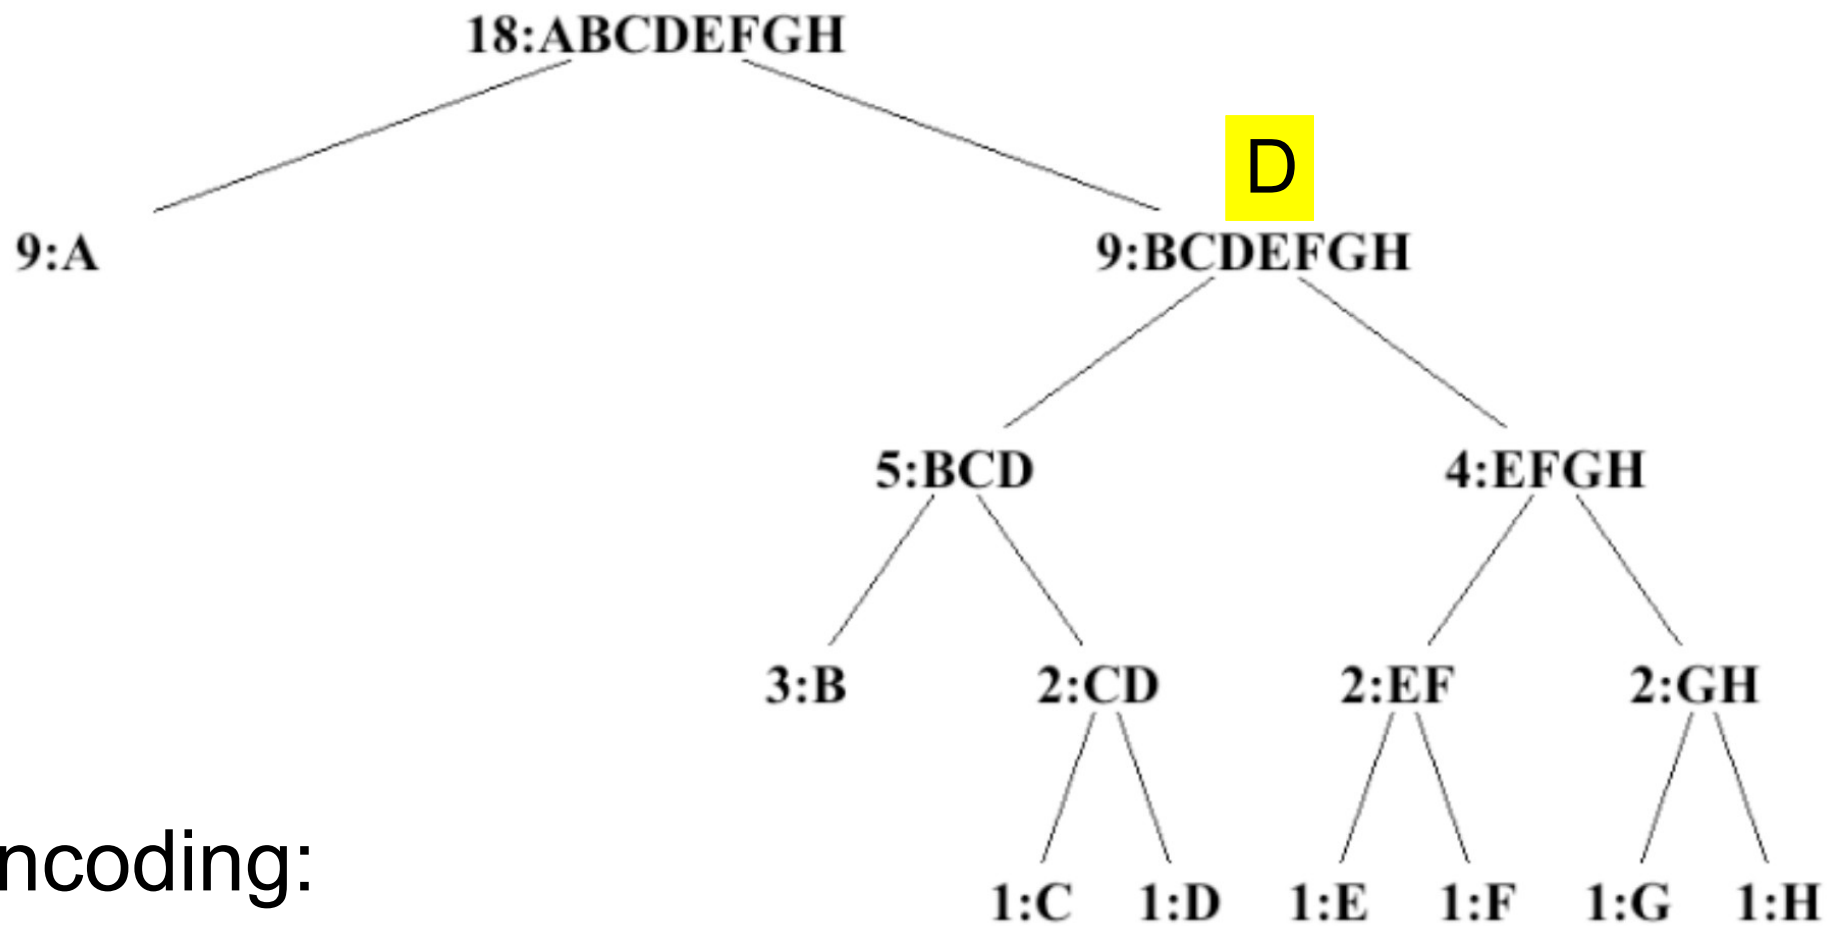 18:ABCDEFGH
D
9:A 9:BCDEFGH
5:BCD 4:EFGH
3:B 2:CD 2:EF 2:GH
ncoding:
1:C 1:D 1:E 1:F 1:G 1:H